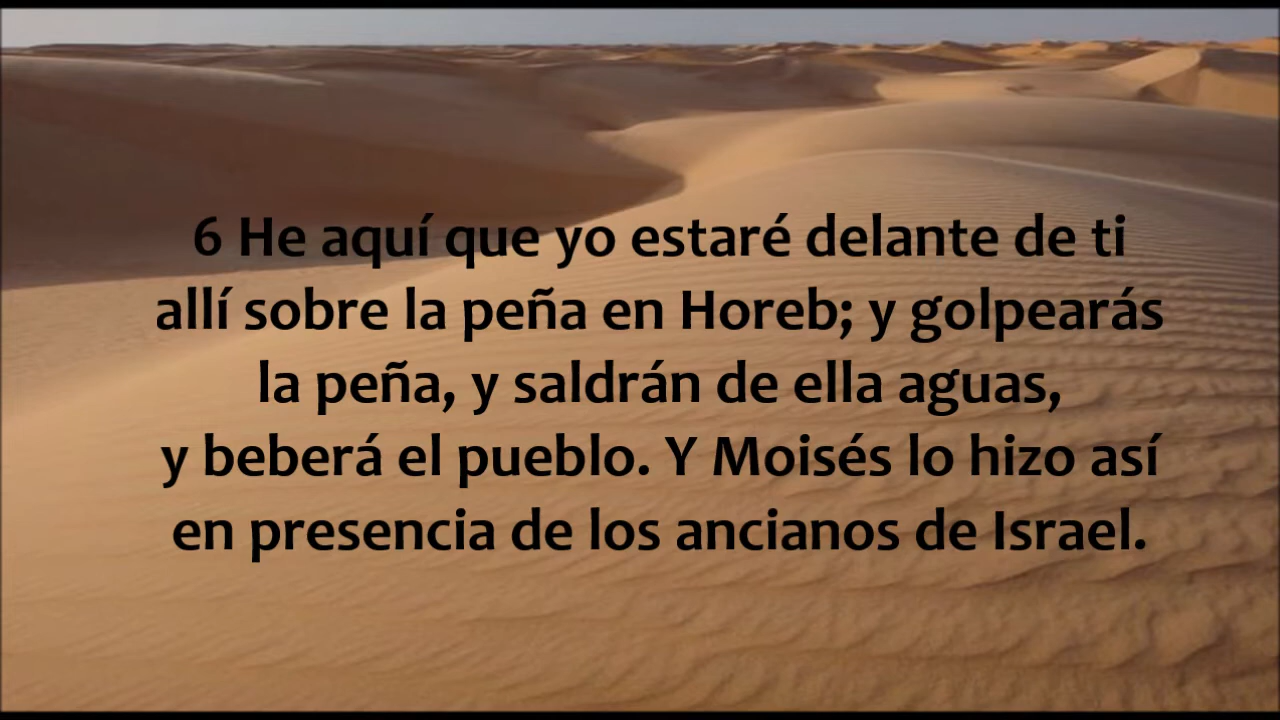 6 He aquí que yo estaré delante de ti
allí sobre la peña en Horeb; y golpearás
la peña, y saldrán de ella aguas,
y beberá el pueblo. Y Moisés lo hizo así
en presencia de los ancianos de Israel.